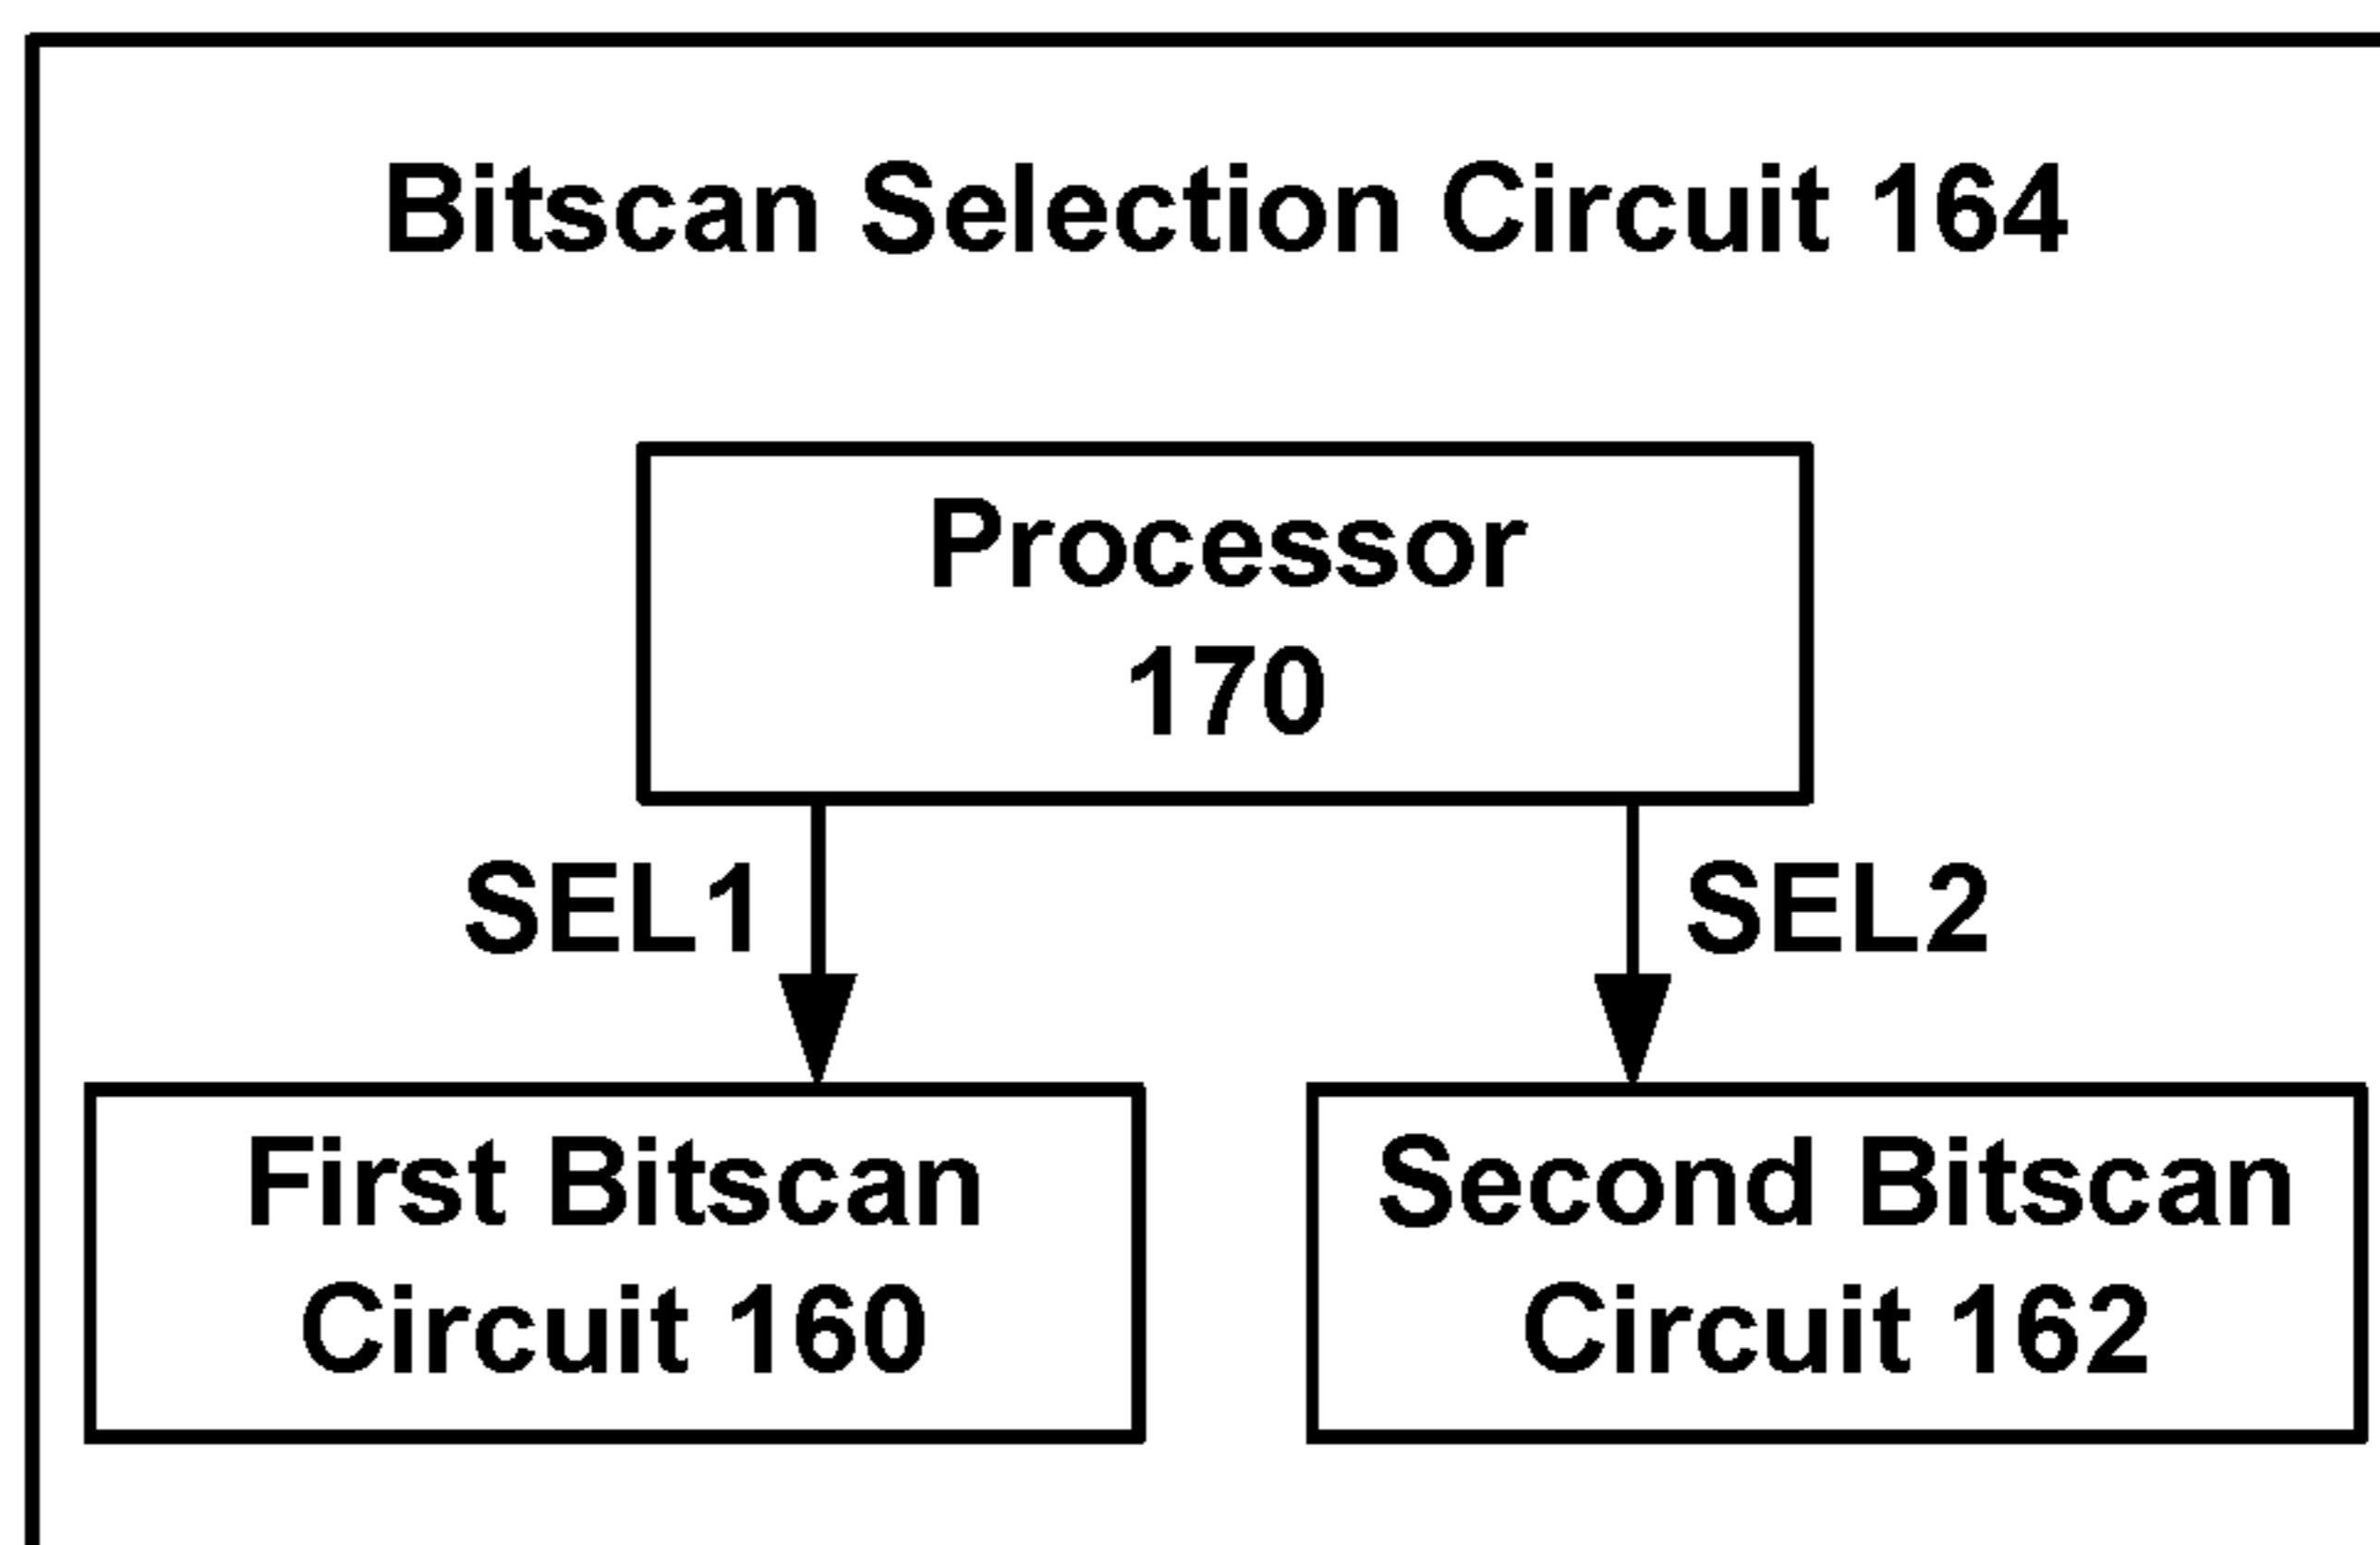 Bitscan Selection Circuit 164
Processor
170
SEL1
SEL2
First Bitscan
Circuit 160
Second Bitscan
Circuit 162